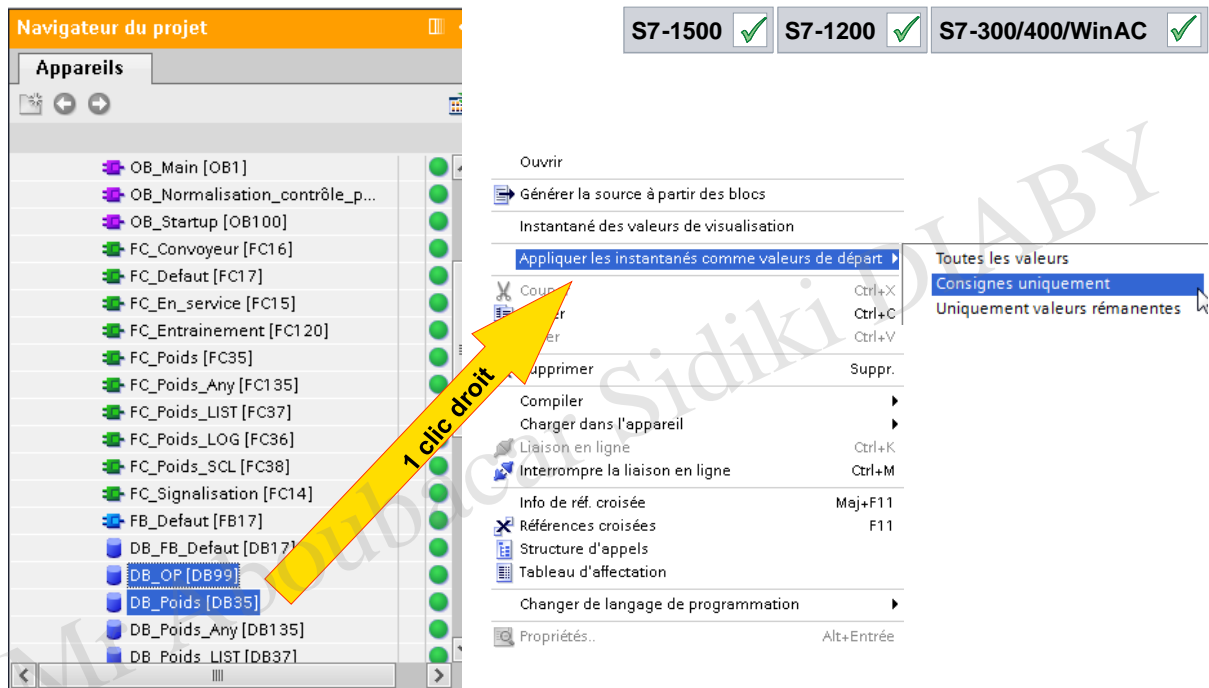 Navigateur du projet
Appareils
OB_Main [OB1]
OB_Normalisation_contrôle_p...
OB_Startup [OB100]
FC_Convoyeur [FC16]
FC_Defaut [FC17]
FC_En_service [FC15]
FC_Entrainement [FC120]
FC_Poids [FC35]
FC_Poids_Any [FC135]
FC_Poids_LIST [FC37]
FC_Poids_LOG [FC36]
FC_Poids_SCL [FC38]
FC_Signalisation [FC14]
FB_Defaut [FB17]
DB_FB_Defaut [DB17]
DB_OP [DB99]
DB_Poids [DB35]
DB_Poids_Any [DB135]
DB_Poids_LIST [DB37]
1 clic droit
S7-1500 S7-1200 S7-300/400/WinAC
Ouvrir
Générer la source à partir des blocs
Instantané des valeurs de visualisation
Appliquer les instantanés comme valeurs de départ
Ctrl+X
Ctrl+C
Ctrl+V
Supprimer Suppr.
Compiler
Charger dans l'appareil
Liaison en ligne Ctrl+K
Interrompre la liaison en ligne Ctrl+M
Info de réf. croisée Maj+F11
Références croisées F11
Structure d'appels
Tableau d'affectation
Changer de langage de programmation
Propriétés.. Alt+Entrée
Toutes les valeurs
Consignes uniquement
Uniquement valeurs rémanentes
Mr Aboubacar Sidiki DIABY